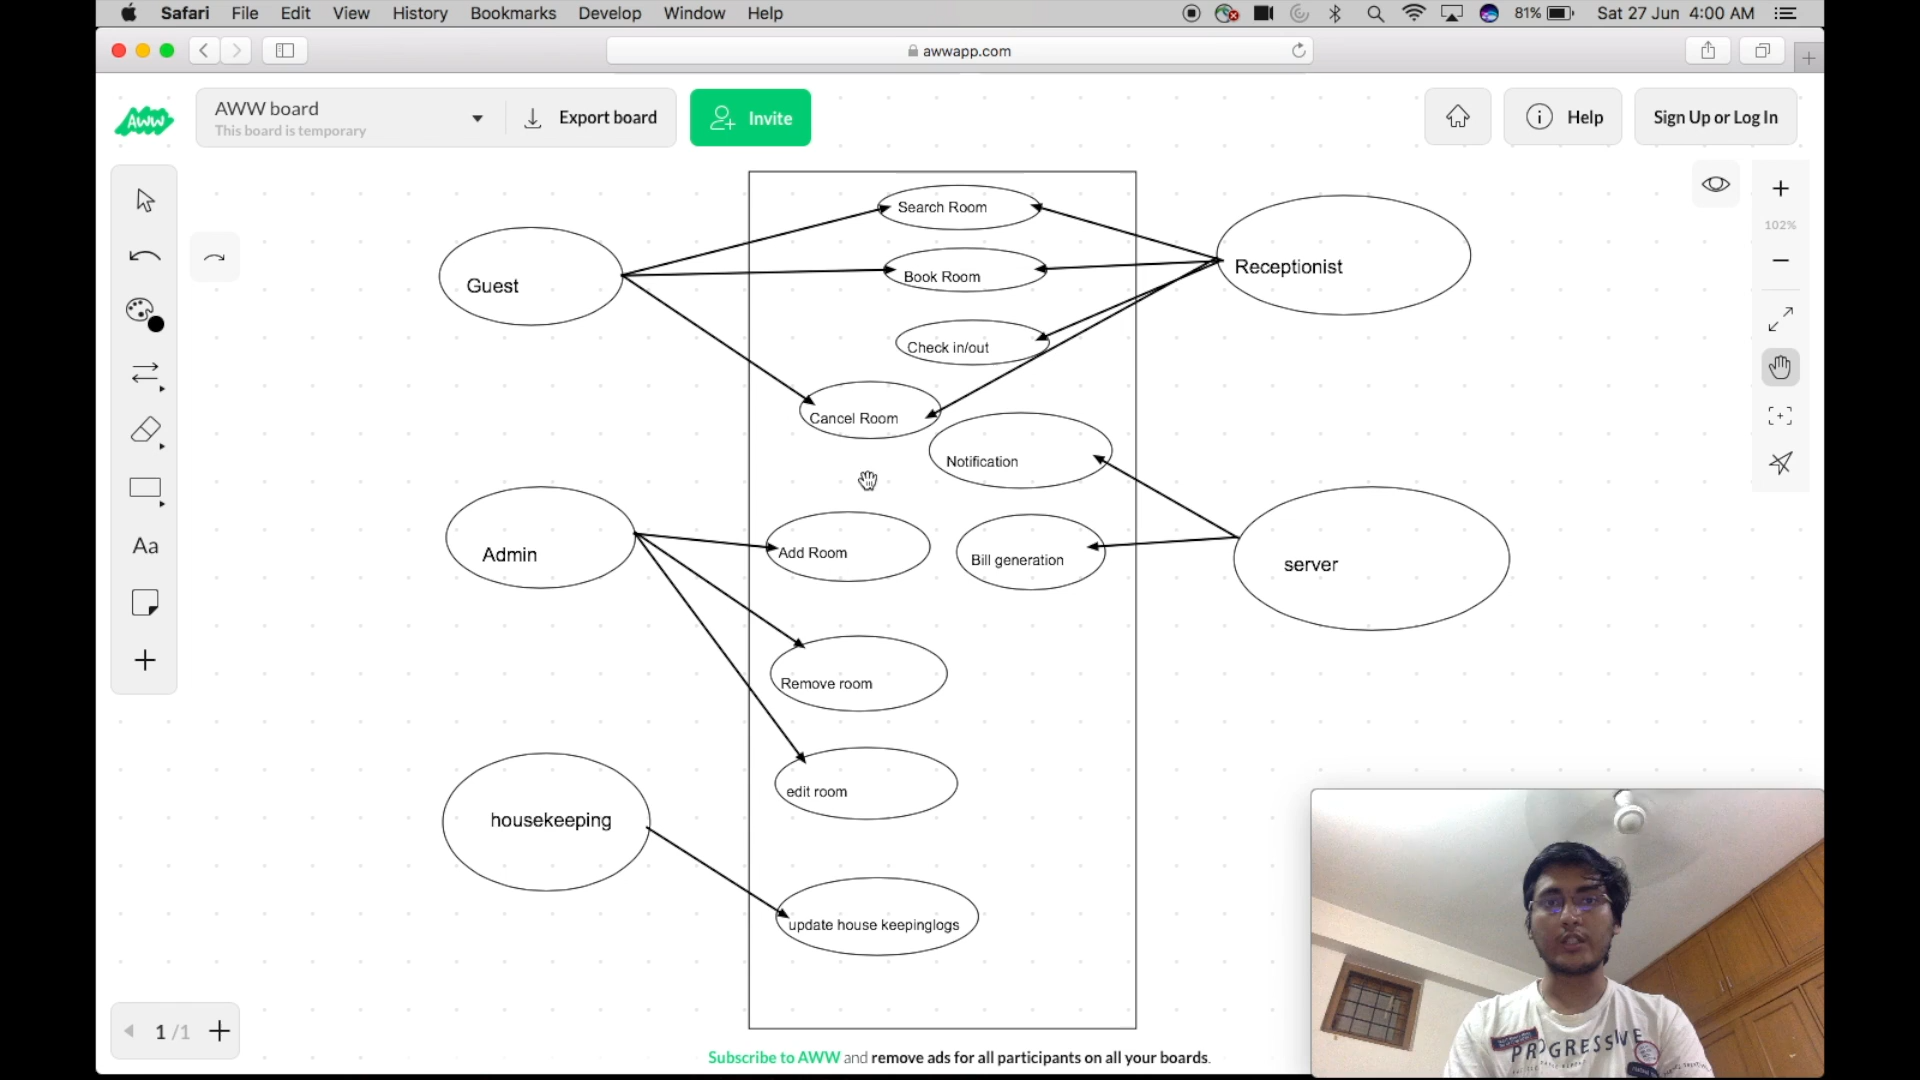 Safari File Edit View History Bookmarks Develop Window Help 81% Sat 27 Jun 4:00 AM
awwapp.com
AWW
AWW board
This board is temporary
Export board
Invite
Help
Sign Up or Log In
102%
Search Room
Guest
Book Room
Receptionist
Check in/out
Cancel Room
Notification
Admin
Add Room
Bill generation
server
Remove room
edit room
housekeeping
update house keepinglogs
Aa
1 /1
Subscribe to AWW and remove ads for all participants on all your boards.
PROGRESSIVE